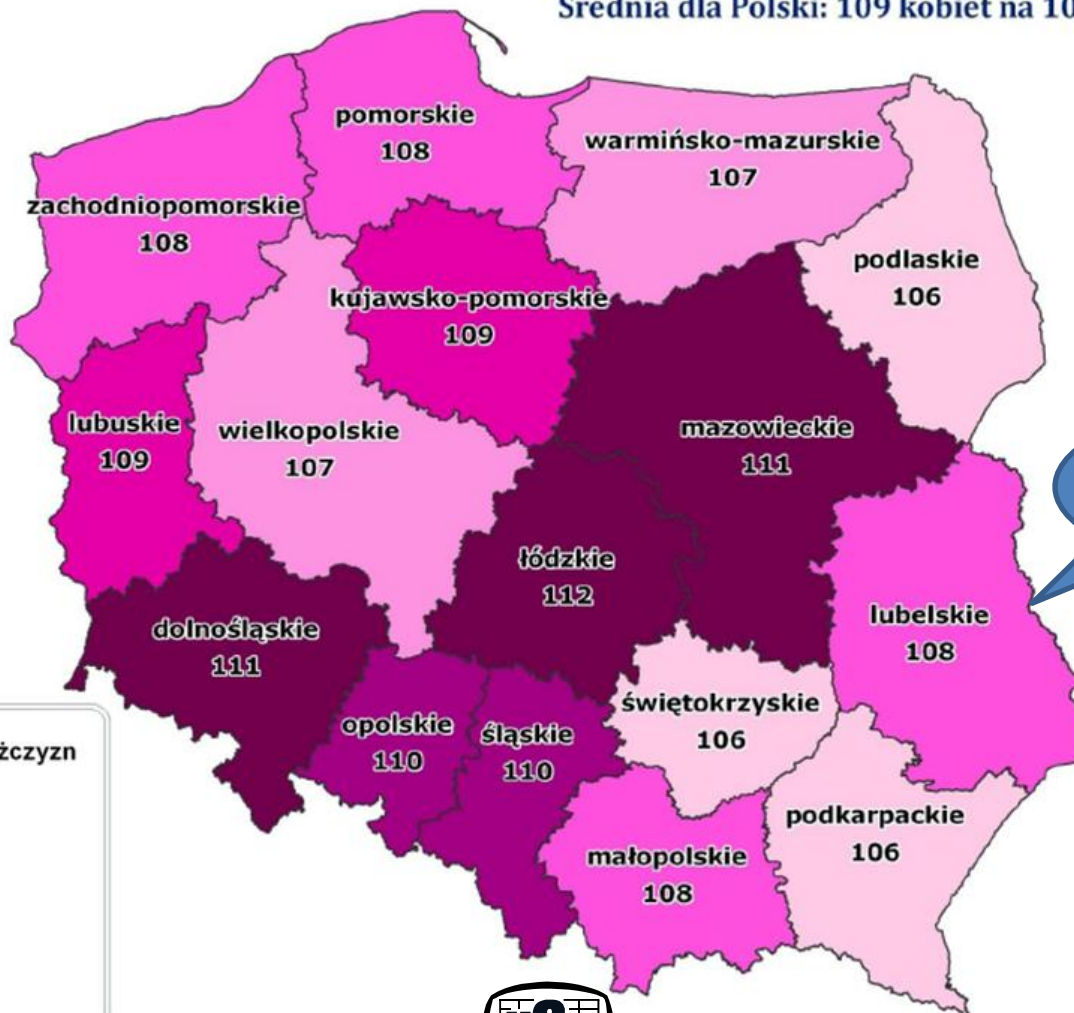 Średnia dla Polski: 109 kobiet na 10
pomorskie
108
warmińsko-mazurskie
107
zachodniopomorskie
108
podlaskie
106
kujawsko-pomorskie
109
lubuskie
109
wielkopolskie
107
mazowieckie
111
łódzkie
112
lubelskie
108
dolnośląskie
111
opolskie
110
śląskie
110
świętokrzyskie
106
żczyzn
podkarpackie
106
małopolskie
108